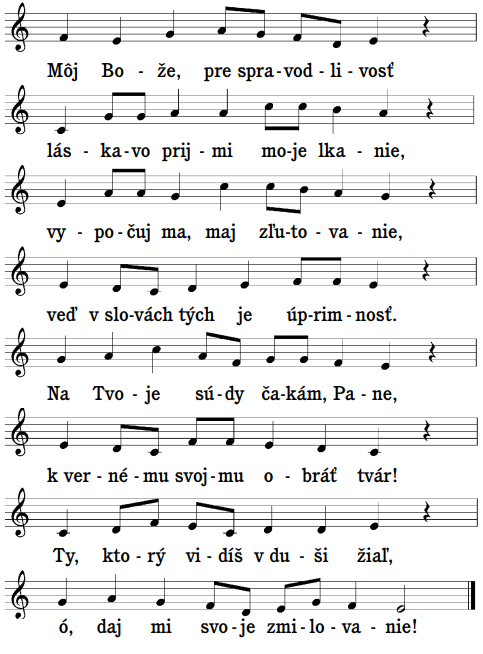 Môj Bo - že, pre spra - vod - li - vosť
lás - ka - vo prij - mi mo - je lka - nie,
vy - po - čuj ma, maj zľu - to - va - nie,
veď v slo - vách tých je úp - rim - nosť.
Na Tvo - je sú - dy ča - kám, Pa - ne,
k ver - né - mu svoj - mu o - bráť tvár!
Ty, kto - rý vi - díš v du - ši žiaľ,
ó, daj mi svo - je zmi - lo - va - nie!